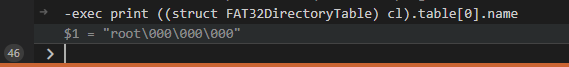 → -exec print ((struct FAT32DirectoryTable) cl).table[0].name
$1 = "root\000\000\000"
46 >